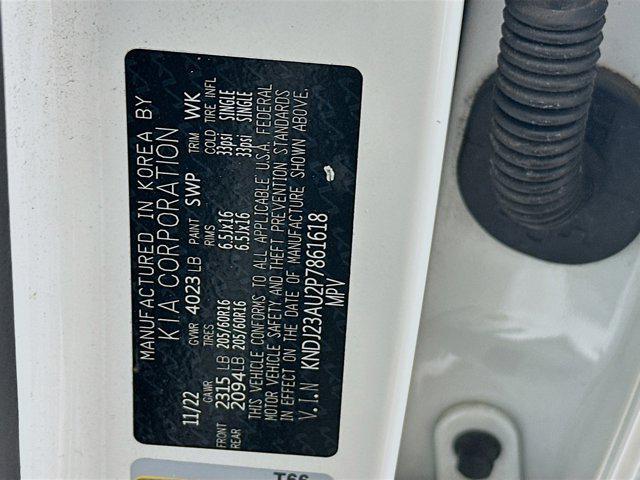 MANUFACTURED IN KOREA BY
KIA CORPORATION
11/22 GVWR 4023 LB PAINT SWP TRIM WK
GAWR TIRES RIMS COLD TIRE INFL
FRONT 2315 LB 205/60R16 6.5Jx16 33psi SINGLE
REAR 2094 LB 205/60R16 6.5Jx16 33psi SINGLE
THIS VEHICLE CONFORMS TO ALL APPLICABLE U.S.A. FEDERAL
MOTOR VEHICLE SAFETY AND THEFT PREVENTION STANDARDS
IN EFFECT ON THE DATE OF MANUFACTURE SHOWN ABOVE.
V.I.N KNDJ23AU2P7861618
MPV
T66